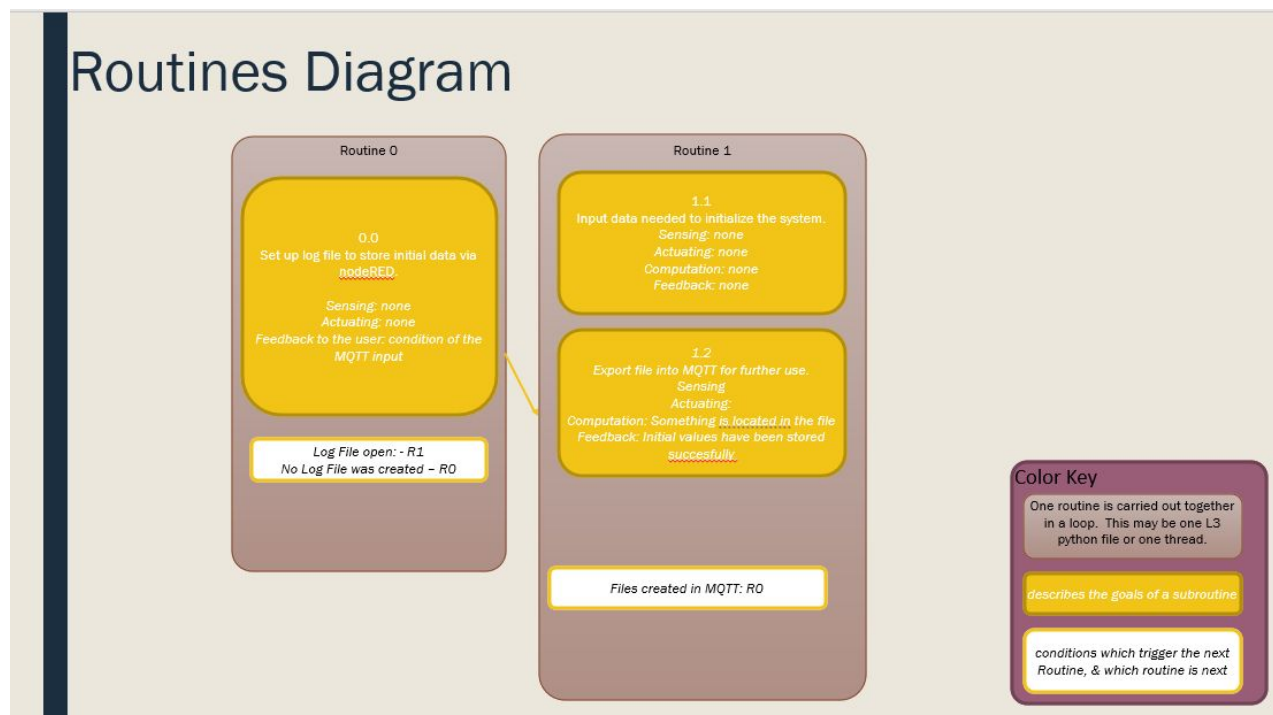 Routines Diagram
Routine 0
0.0
Set up log file to store initial data via
nodeRED.
Sensing: none
Actuating: none
Feedback to the user: condition of the
MQTT input
Log File open: - R1
No Log File was created – R0
Routine 1
1.1
Input data needed to initialize the system.
Sensing: none
Actuating: none
Computation: none
Feedback: none
1.2
Export file into MQTT for further use.
Sensing
Actuating:
Computation: Something is located in the file
Feedback: Initial values have been stored
succesfully.
Files created in MQTT: R0
Color Key
One routine is carried out together
in a loop. This may be one L3
python file or one thread.
describes the goals of a subroutine
conditions which trigger the next
Routine, & which routine is next